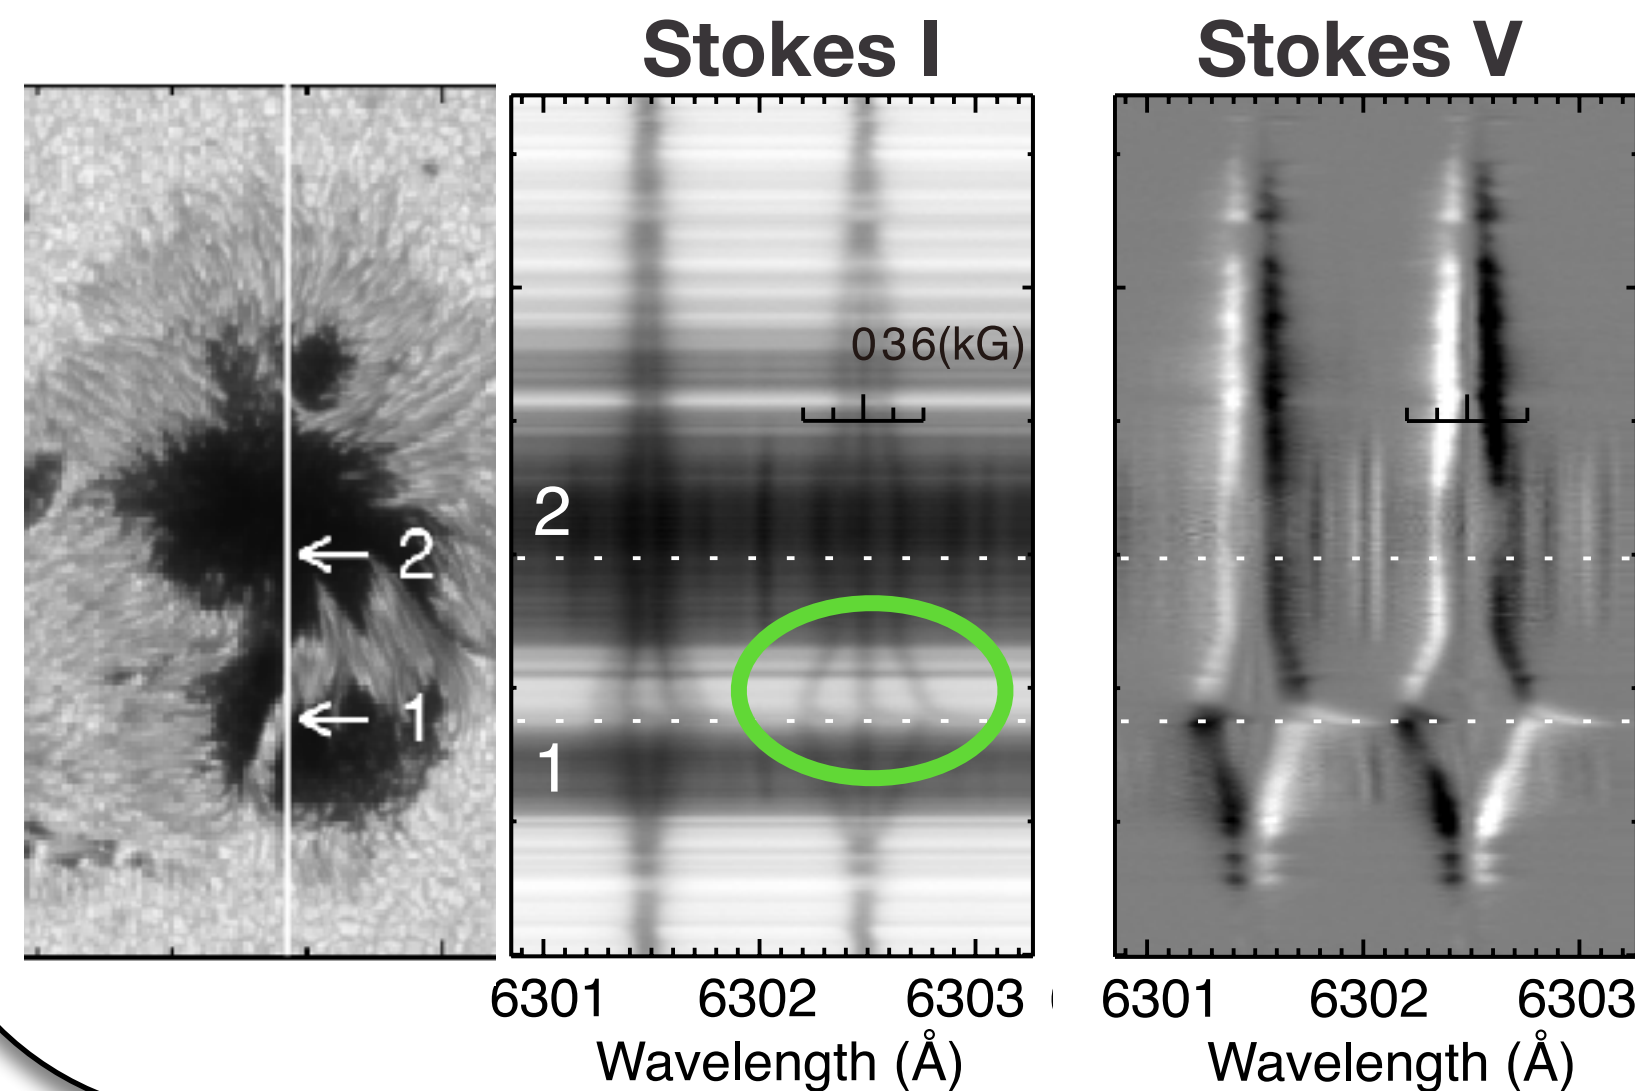 Stokes I
Stokes V
2
1
036(kG)
2
1
6301 6302 6303
Wavelength (Å)
6301 6302 6303
Wavelength (Å)